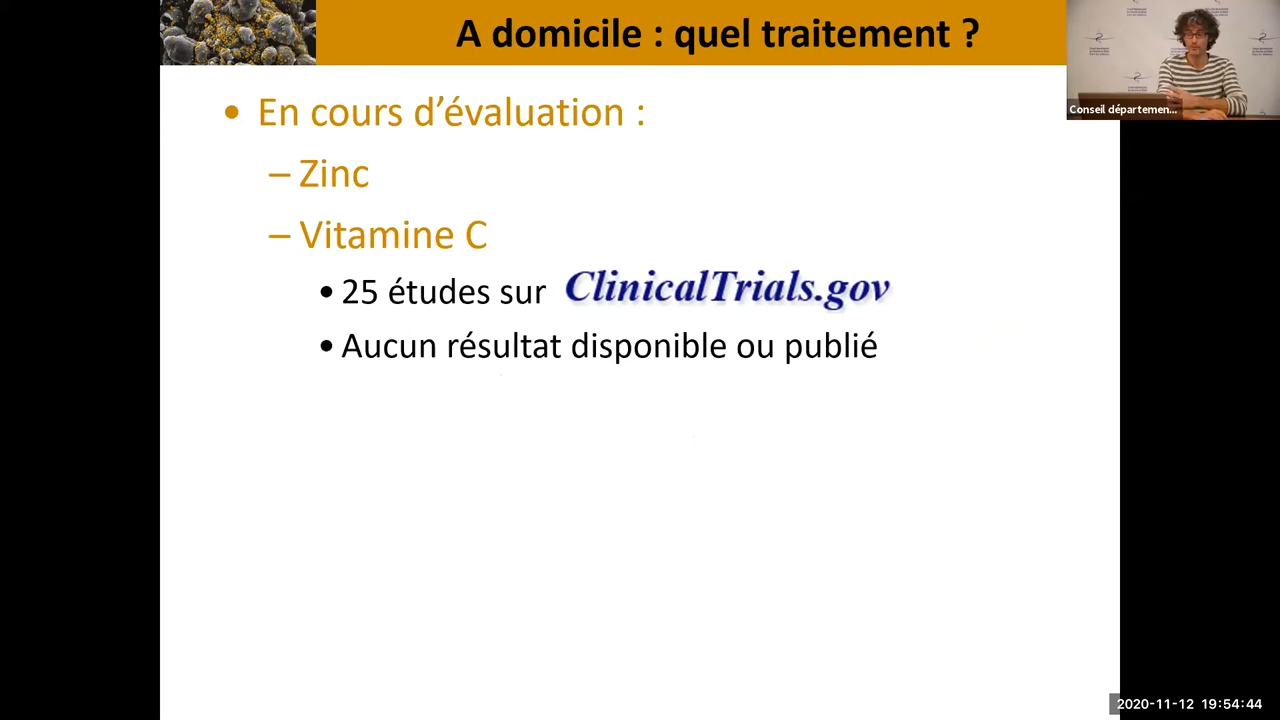 A domicile : quel traitement ?
Conseil départemen...
• En cours d’évaluation :
– Zinc
– Vitamine C
• 25 études sur ClinicalTrials.gov
• Aucun résultat disponible ou publié
2020-11-12 19:54:44